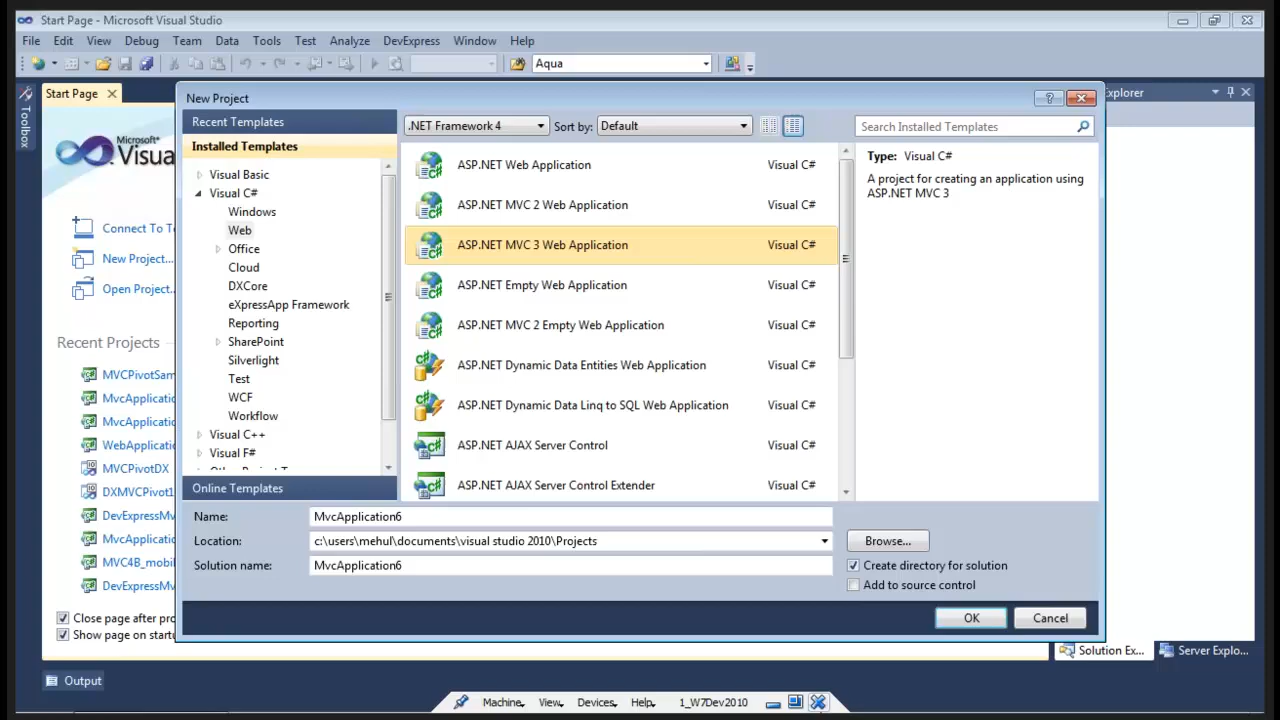 Start Page - Microsoft Visual Studio
File Edit View Debug Team Data Tools Test Analyze DevExpress Window Help
Aqua
Toolbox
Start Page
Explorer
Microsoft®
Visua
Connect To T
New Project...
Open Project..
Recent Projects
MVCPivotSam
MvcApplicatio
MvcApplicatio
WebApplicatio
MVCPivotDX
DXMVCPivot1
DevExpressMv
MvcApplicatio
MVC4B_mobil
DevExpressMv
Close page after pro
Show page on startu
New Project
Recent Templates
Installed Templates
Visual Basic
Visual C#
Windows
Web
Office
Cloud
DXCore
eXpressApp Framework
Reporting
SharePoint
Silverlight
Test
WCF
Workflow
Visual C++
Visual F#
Online Templates
.NET Framework 4
Sort by: Default
Search Installed Templates
ASP.NET Web Application Visual C#
ASP.NET MVC 2 Web Application Visual C#
ASP.NET MVC 3 Web Application Visual C#
ASP.NET Empty Web Application Visual C#
ASP.NET MVC 2 Empty Web Application Visual C#
ASP.NET Dynamic Data Entities Web Application Visual C#
ASP.NET Dynamic Data Linq to SQL Web Application Visual C#
ASP.NET AJAX Server Control Visual C#
ASP.NET AJAX Server Control Extender Visual C#
Type: Visual C#
A project for creating an application using
ASP.NET MVC 3
Name: MvcApplication6
Location: c:\users\mehul\documents\visual studio 2010\Projects
Browse...
Solution name: MvcApplication6
Create directory for solution
Add to source control
OK
Cancel
Solution Ex...
Server Explo...
Output
Machine View Devices Help 1_W7Dev2010